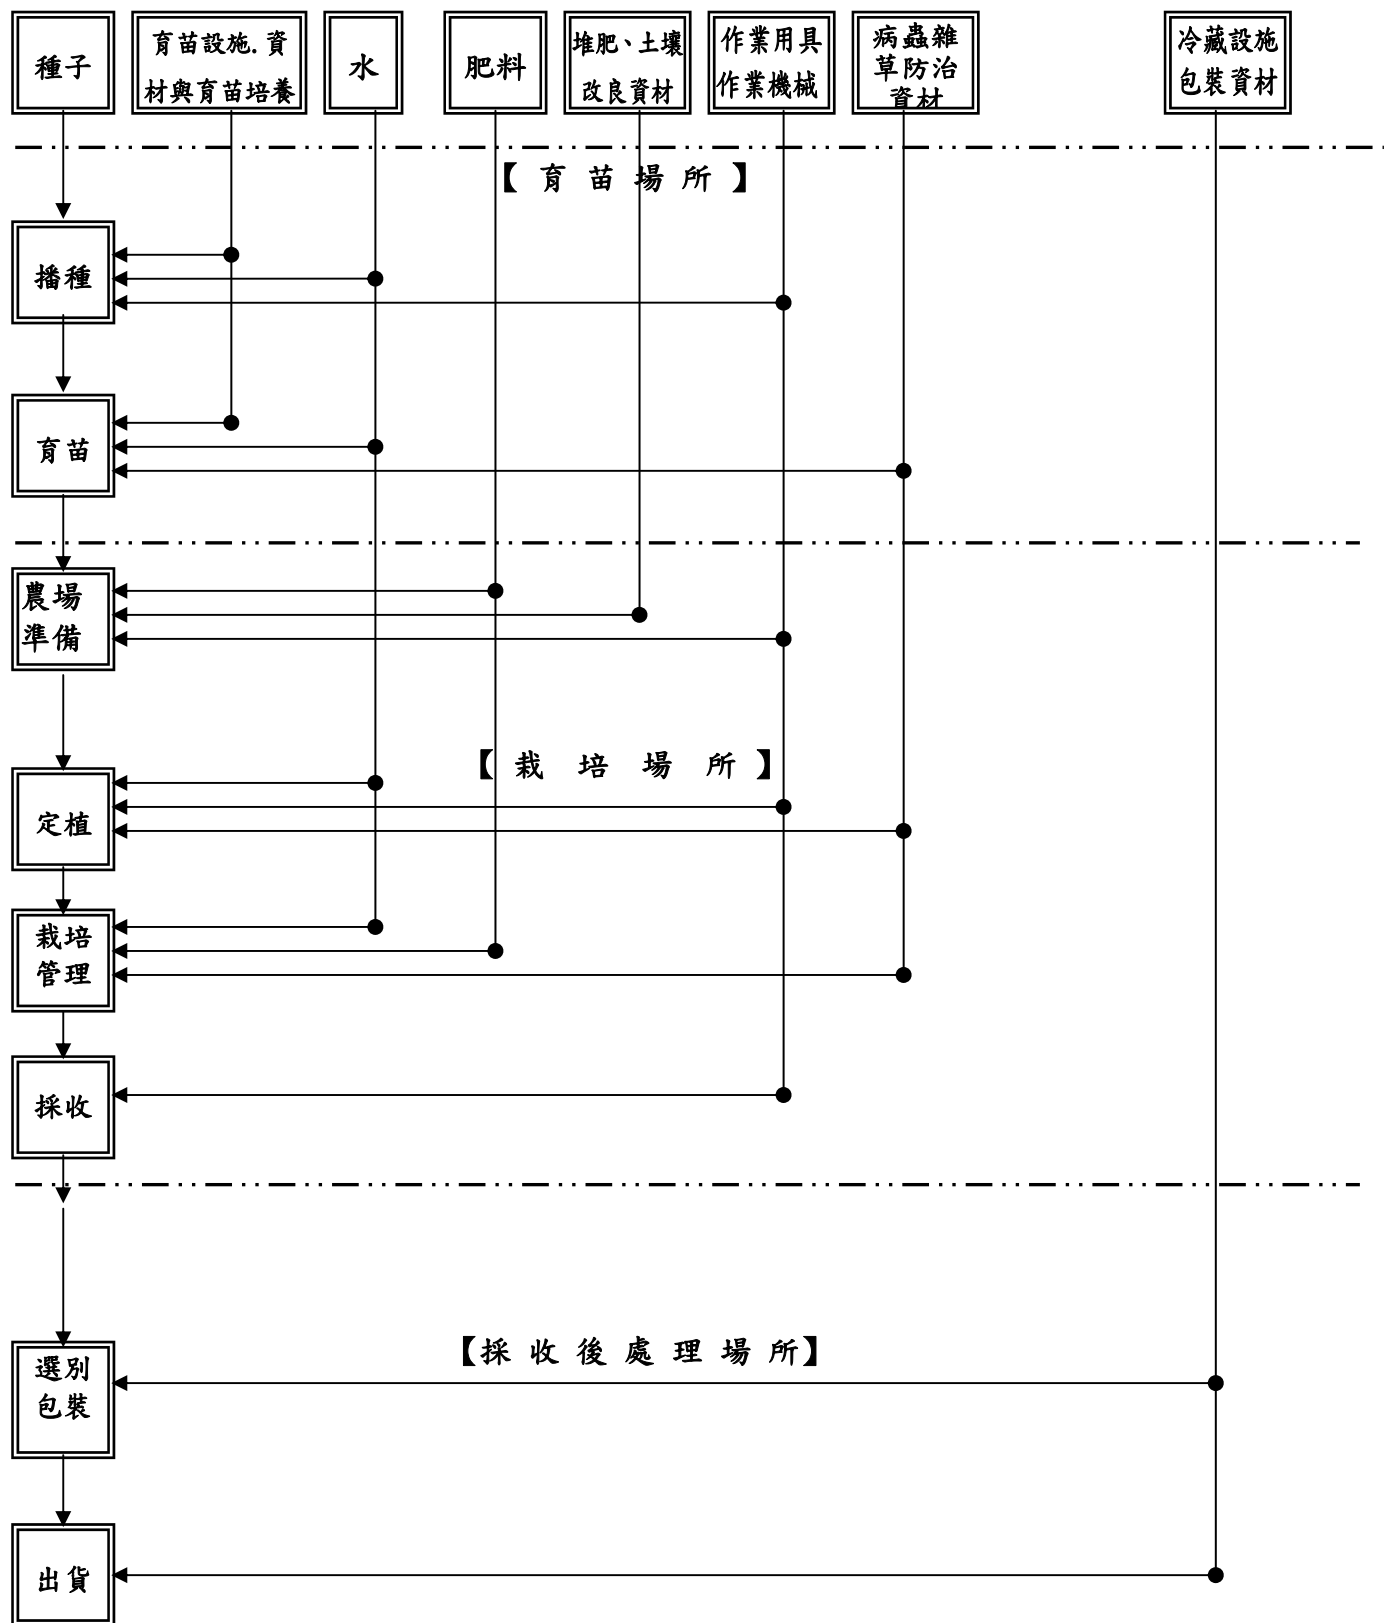 種子
育苗設施.資
材與育苗培養
水
肥料
堆肥、土壤
改良資材
作業用具
作業機械
病蟲雜
草防治
資材
冷藏設施
包裝資材
【育苗場所】
播種
育苗
農場
準備
【栽培場所】
定植
栽培
管理
採收
【採收後處理場所】
選別
包裝
出貨